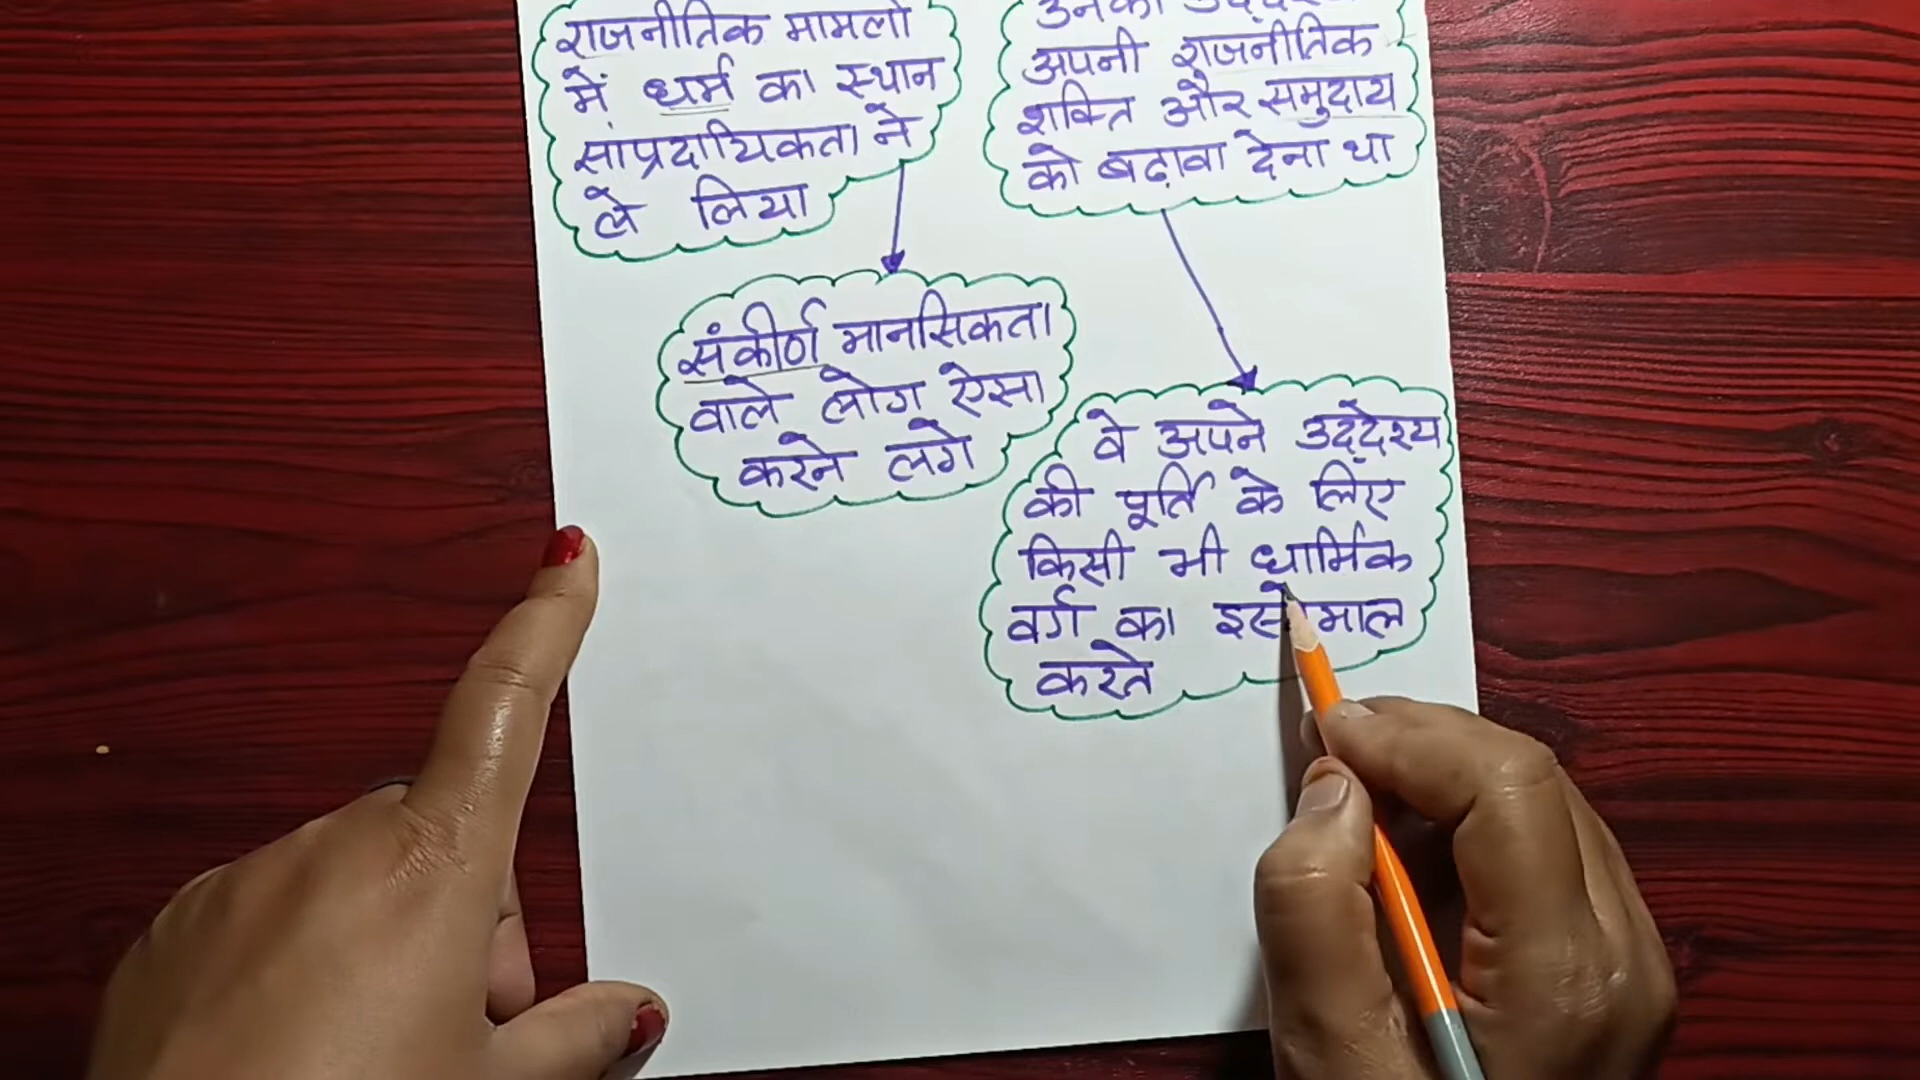 राजनीतिक मामलो
में धर्म का स्थान
सांप्रदायिकता ने
ले लिया
अपनी राजनीतिक
शक्ति और समुदाय
को बढ़ावा देना था
संकीर्ण मानसिकता
वाले लोग ऐसा
करने लगे
वे अपने उद्देश्य
की पूर्ति के लिए
किसी भी धार्मिक
वर्ग का इस्तेमाल
करते